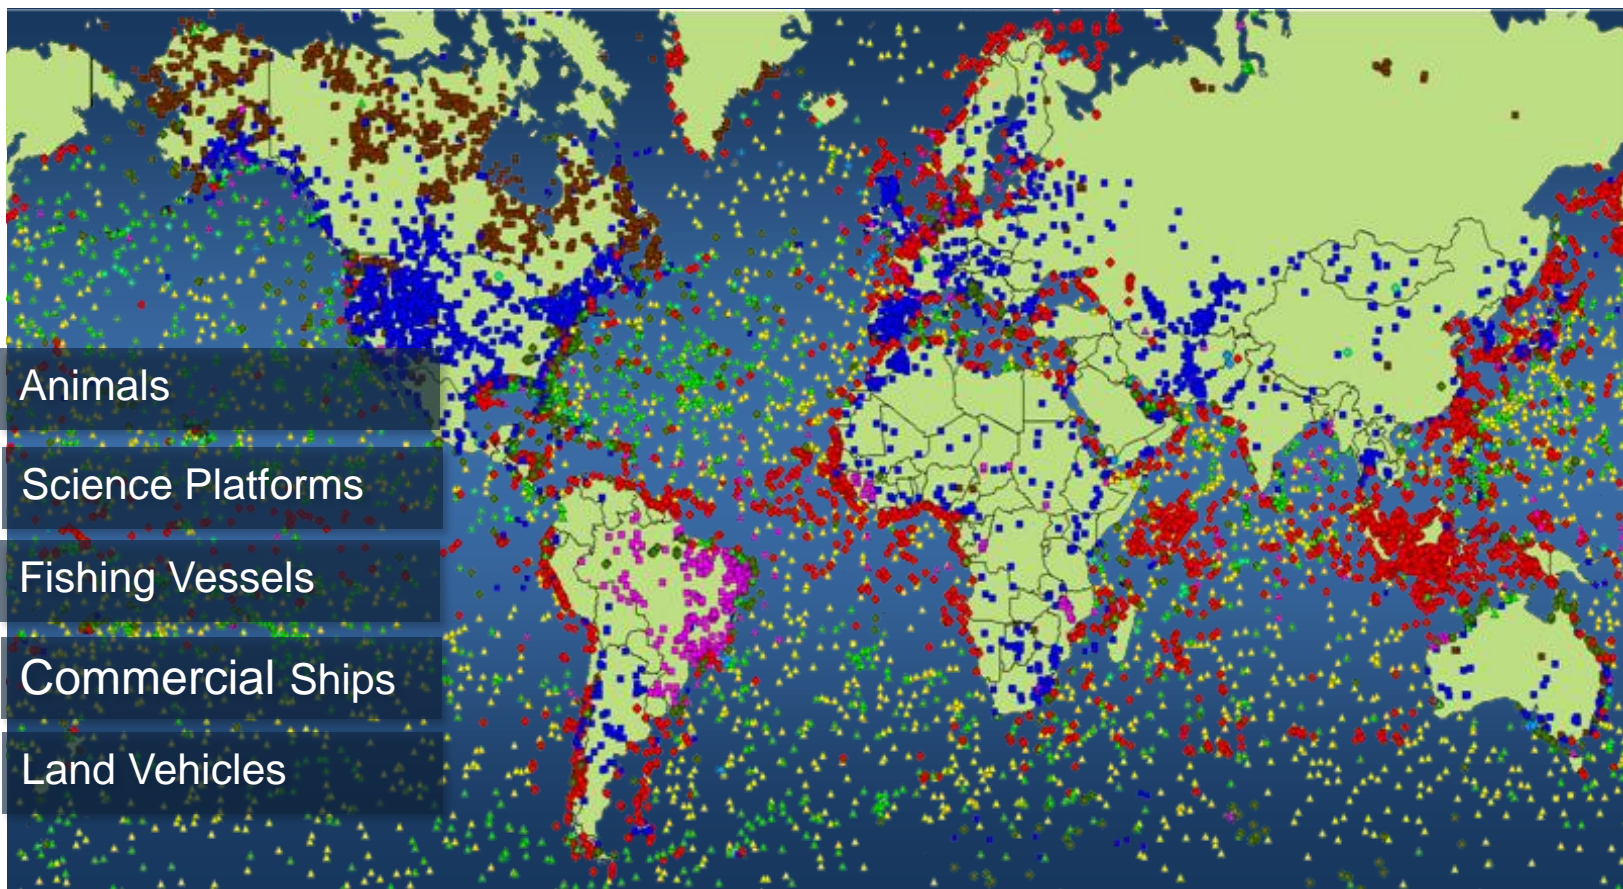 Animals
Science Platforms
Fishing Vessels
Commercial Ships
Land Vehicles